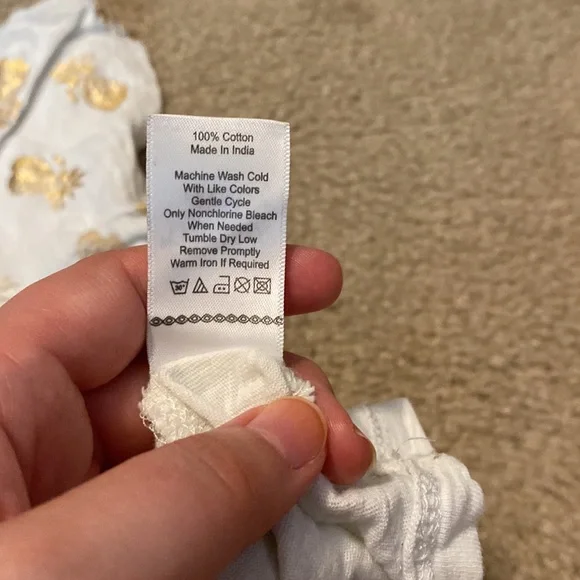 100% Cotton
Made In India
Machine Wash Cold
With Like Colors
Gentle Cycle
Only Nonchlorine Bleach
When Needed
Tumble Dry Low
Remove Promptly
Warm Iron If Required
30°